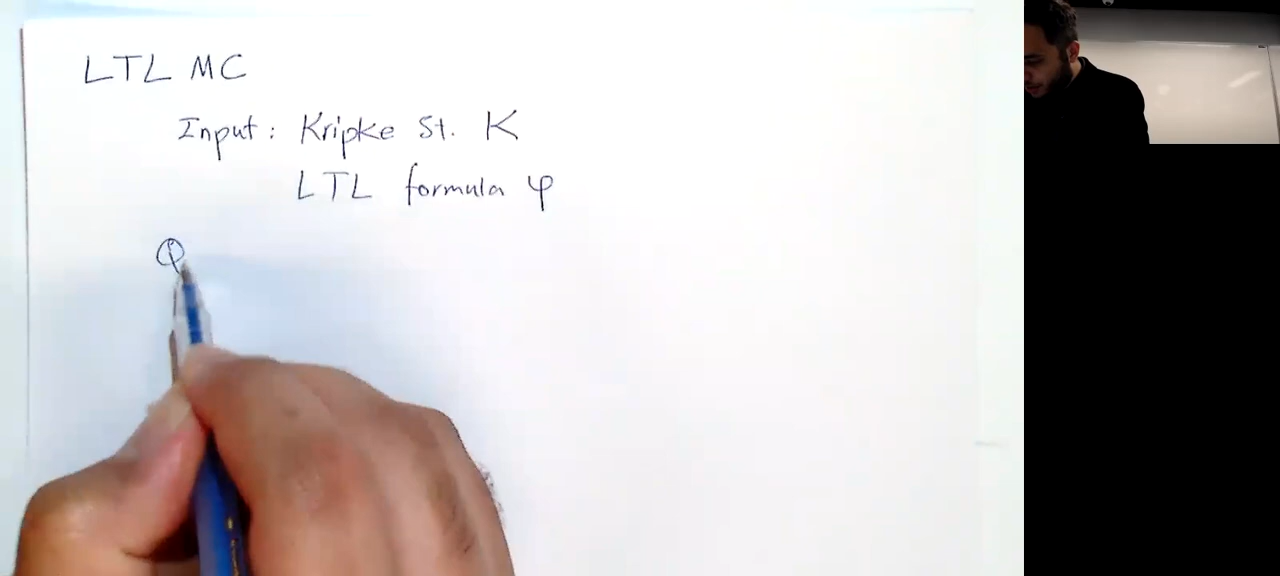 LTL MC
Input: Kripke St. K
LTL formula φ
Q